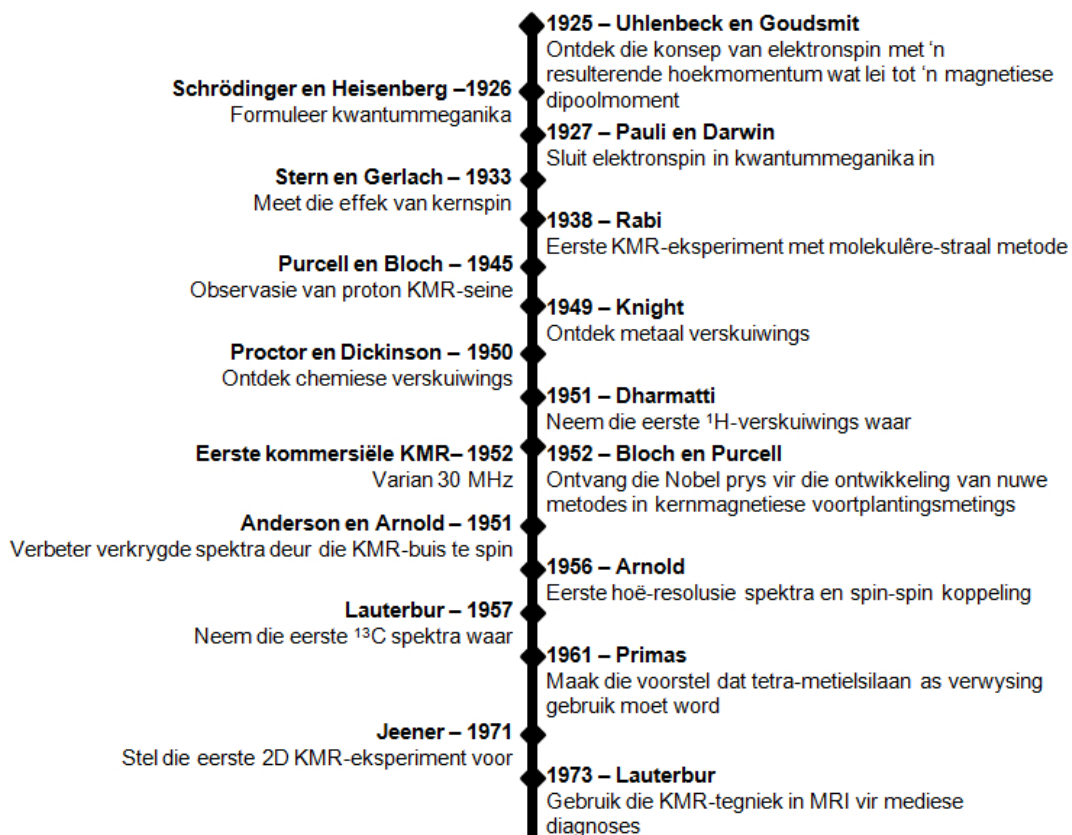 1925 – Uhlenbeck en Goudsmit
Ontdek die konsep van elektronspin met ‘n
resulterende hoekmomentum wat lei tot ‘n magnetiese
dipoolmoment
Schrödinger en Heisenberg –1926
Formuleer kwantummeganika
1927 – Pauli en Darwin
Sluit elektronspin in kwantummeganika in
Stern en Gerlach – 1933
Meet die effek van kernspin
1938 – Rabi
Eerste KMR-eksperiment met molekulêre-straal metode
Purcell en Bloch – 1945
Observasie van proton KMR-seine
1949 – Knight
Ontdek metaal verskuiwings
Proctor en Dickinson – 1950
Ontdek chemiese verskuiwings
1951 – Dharmatti
Neem die eerste ¹H-verskuiwings waar
Eerste kommersiële KMR– 1952
Varian 30 MHz
1952 – Bloch en Purcell
Ontvang die Nobel prys vir die ontwikkeling van nuwe
metodes in kernmagnetiese voortplantingsmetings
Anderson en Arnold – 1951
Verbeter verkrygde spektra deur die KMR-buis te spin
1956 – Arnold
Eerste hoë-resolusie spektra en spin-spin koppeling
Lauterbur – 1957
Neem die eerste ¹³C spektra waar
1961 – Primas
Maak die voorstel dat tetra-metielsilaan as verwysing
gebruik moet word
Jeener – 1971
Stel die eerste 2D KMR-eksperiment voor
1973 – Lauterbur
Gebruik die KMR-tegniek in MRI vir mediese
diagnoses